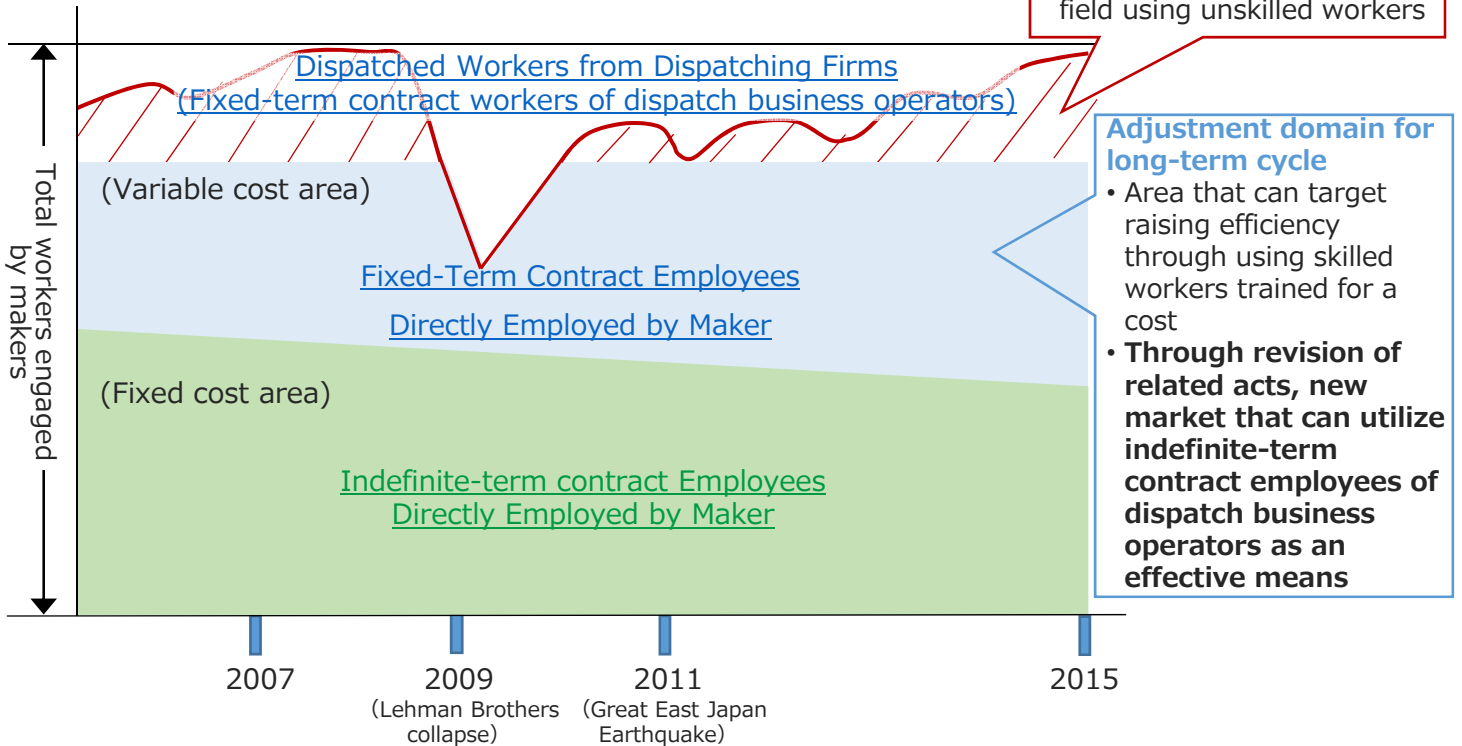 field using unskilled workers
Dispatched Workers from Dispatching Firms
(Fixed-term contract workers of dispatch business operators)
Adjustment domain for
long-term cycle
• Area that can target
raising efficiency
through using skilled
workers trained for a
cost
• Through revision of
related acts, new
market that can utilize
indefinite-term
contract employees of
dispatch business
operators as an
effective means
(Variable cost area)
Total workers engaged
by makers
Fixed-Term Contract Employees
Directly Employed by Maker
(Fixed cost area)
Indefinite-term contract Employees
Directly Employed by Maker
2007
2009
2011
2015
（Lehman Brothers
collapse）
（Great East Japan
Earthquake）